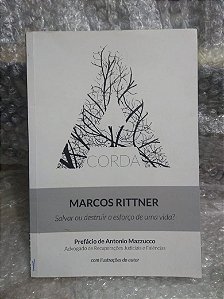 ACORDA
MARCOS RITTNER
Salvar ou destruir o esforço de uma vida?
Prefácio de Antonio Mazzucco
Advogado de Recuperações Judiciais e Falências
com ilustrações do autor